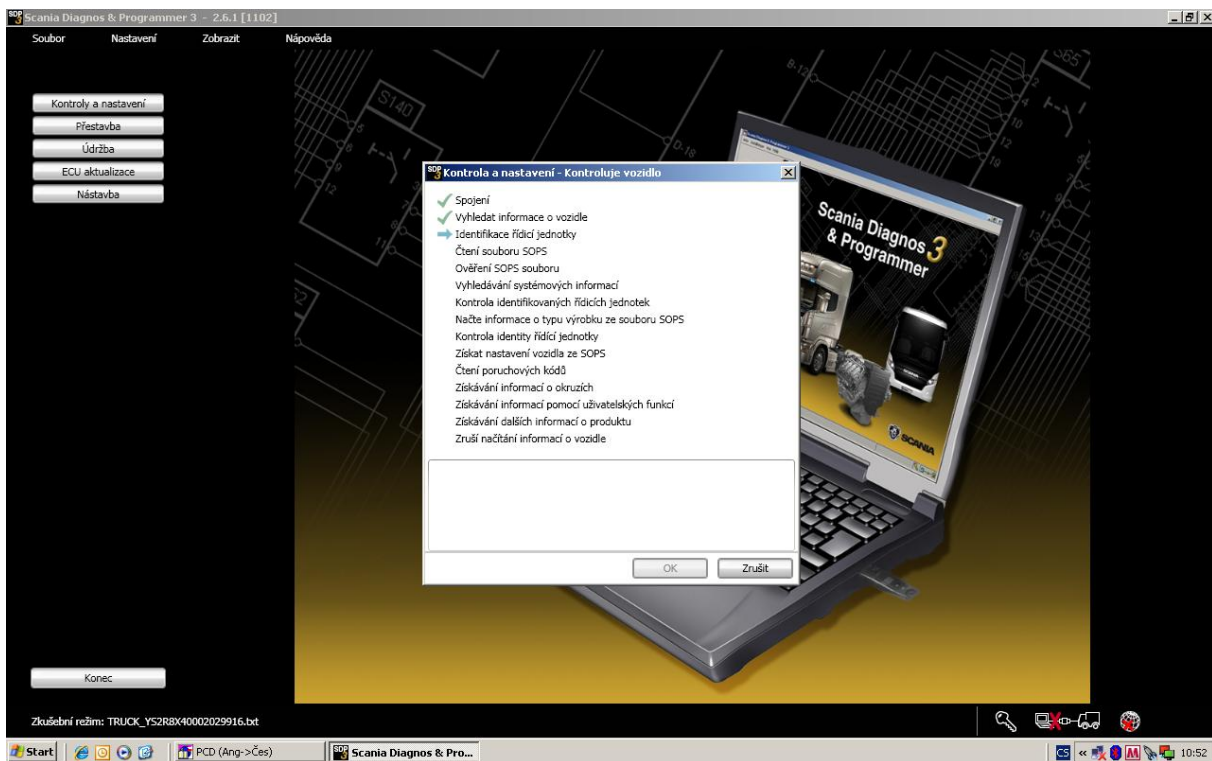 Scania Diagnos & Programmer 3 - 2.6.1 [1102]
Soubor Nastavení Zobrazit Nápověda
Kontroly a nastavení
Přestavba
Údržba
ECU aktualizace
Nástavba
S140
B-12
S65
D-18
Kontrola a nastavení - Kontroluje vozidlo
Spojení
Vyhledat informace o vozidle
Identifikace řídicí jednotky
Čtení souboru SOPS
Ověření SOPS souboru
Vyhledávání systémových informací
Kontrola identifikovaných řídicích jednotek
Načte informace o typu výrobku ze souboru SOPS
Kontrola identity řídící jednotky
Získat nastavení vozidla ze SOPS
Čtení poruchových kódů
Získávání informací o okruzích
Získávání informací pomocí uživatelských funkcí
Získávání dalších informací o produktu
Zruší načítání informací o vozidle
OK Zrušit
Scania Diagnos 3
& Programmer
SCANIA
Konec
Zkušební režim: TRUCK_YS2R8X40002029916.txt
Start PCD (Ang->Čes) Scania Diagnos & Pro... CS 10:52